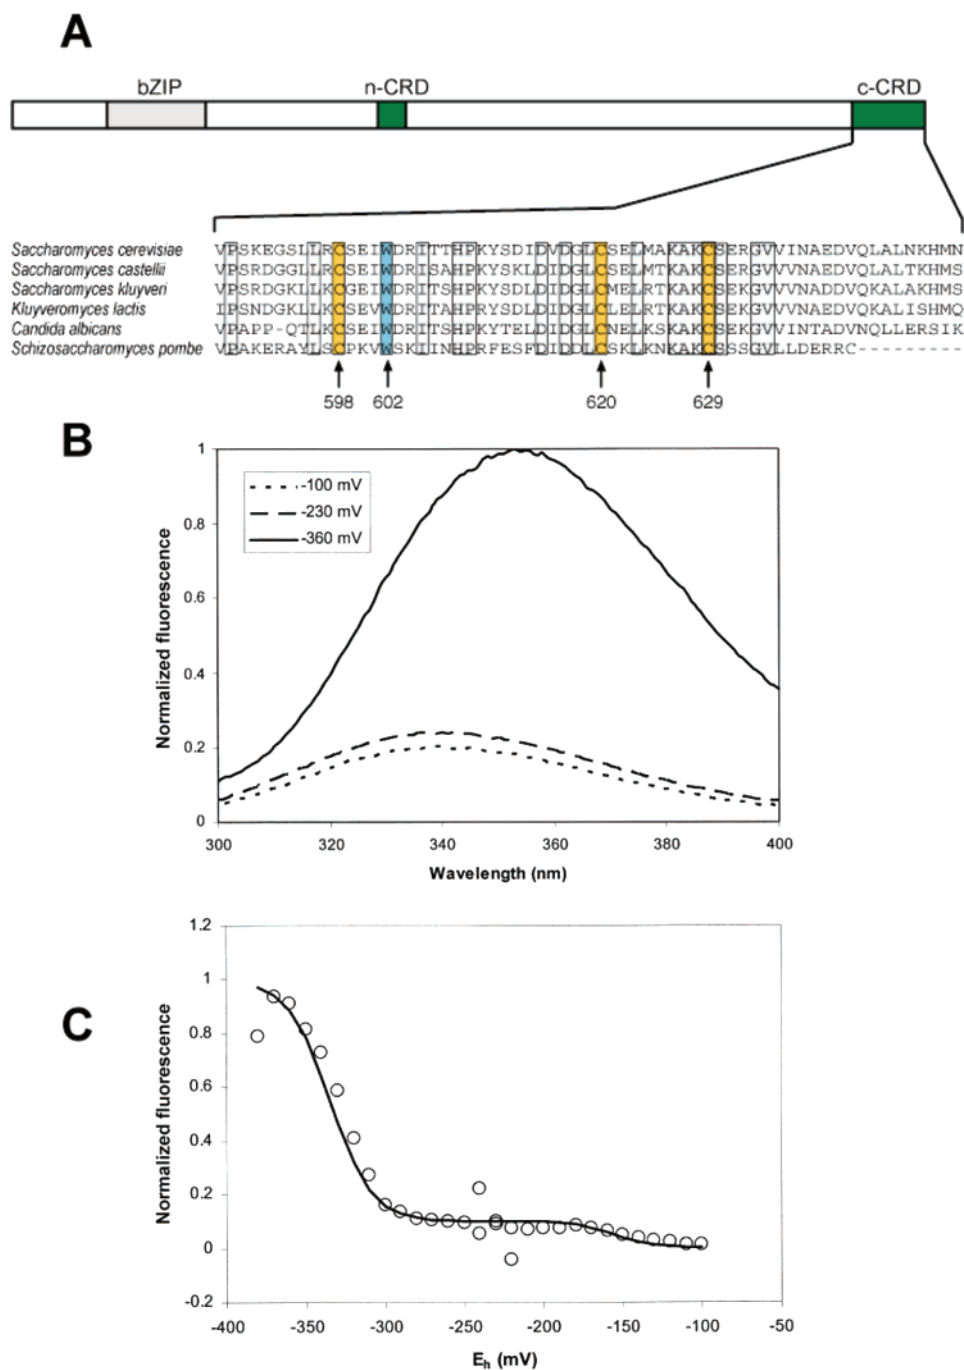 A
bZIP
n-CRD
c-CRD
Saccharomyces cerevisiae VPSKEGSLLRCSEIWDRITTHPKYSDIDVDGLCSELMAKAKCSERGVVINAEDVQLALNKHMN
Saccharomyces castellii VPSRDGGLLRCSEIWDRISAHPKYSKLDIDGLCSELMTKAKCSERGVVVNAEDVQLALTKHMS
Saccharomyces kluyveri VPSRDGKLLKCGEIWDRITSHPKYSDIDIDGLCMELRTKAKCSERGVVVNADDVQKALAKHMS
Kluyveromyces lactis IPSNDGKLLKCSEVWDRITTHPRYSDLDIDGLCSELRTKAKCSEKGVVVNAEDVQKALISHMQ
Candida albicans VPAPP-QTLKCSEIWDRITSHPKYTELDIDGLCNELKSKAKCSEKGVVINTADVNQLLERSIK
Schizosaccharomyces pombe VPAKERAYLSCPKVWSKIINHPRFESFDIDDLCSKLKNKAKCSSSGVLLDERRC---------
598 602 620 629
B
1
0.8
0.6
0.4
0.2
0
Normalized fluorescence
-100 mV
-230 mV
-360 mV
300 320 340 360 380 400
Wavelength (nm)
C
1.2
1
0.8
0.6
0.4
0.2
0
-0.2
Normalized fluorescence
-400 -350 -300 -250 -200 -150 -100 -50
Eh (mV)